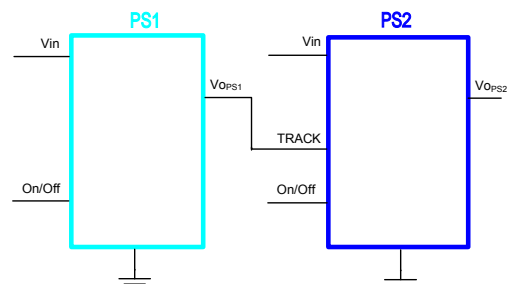 PS1
PS2
Vin
Vin
VoPS1
VoPS2
TRACK
On/Off
On/Off